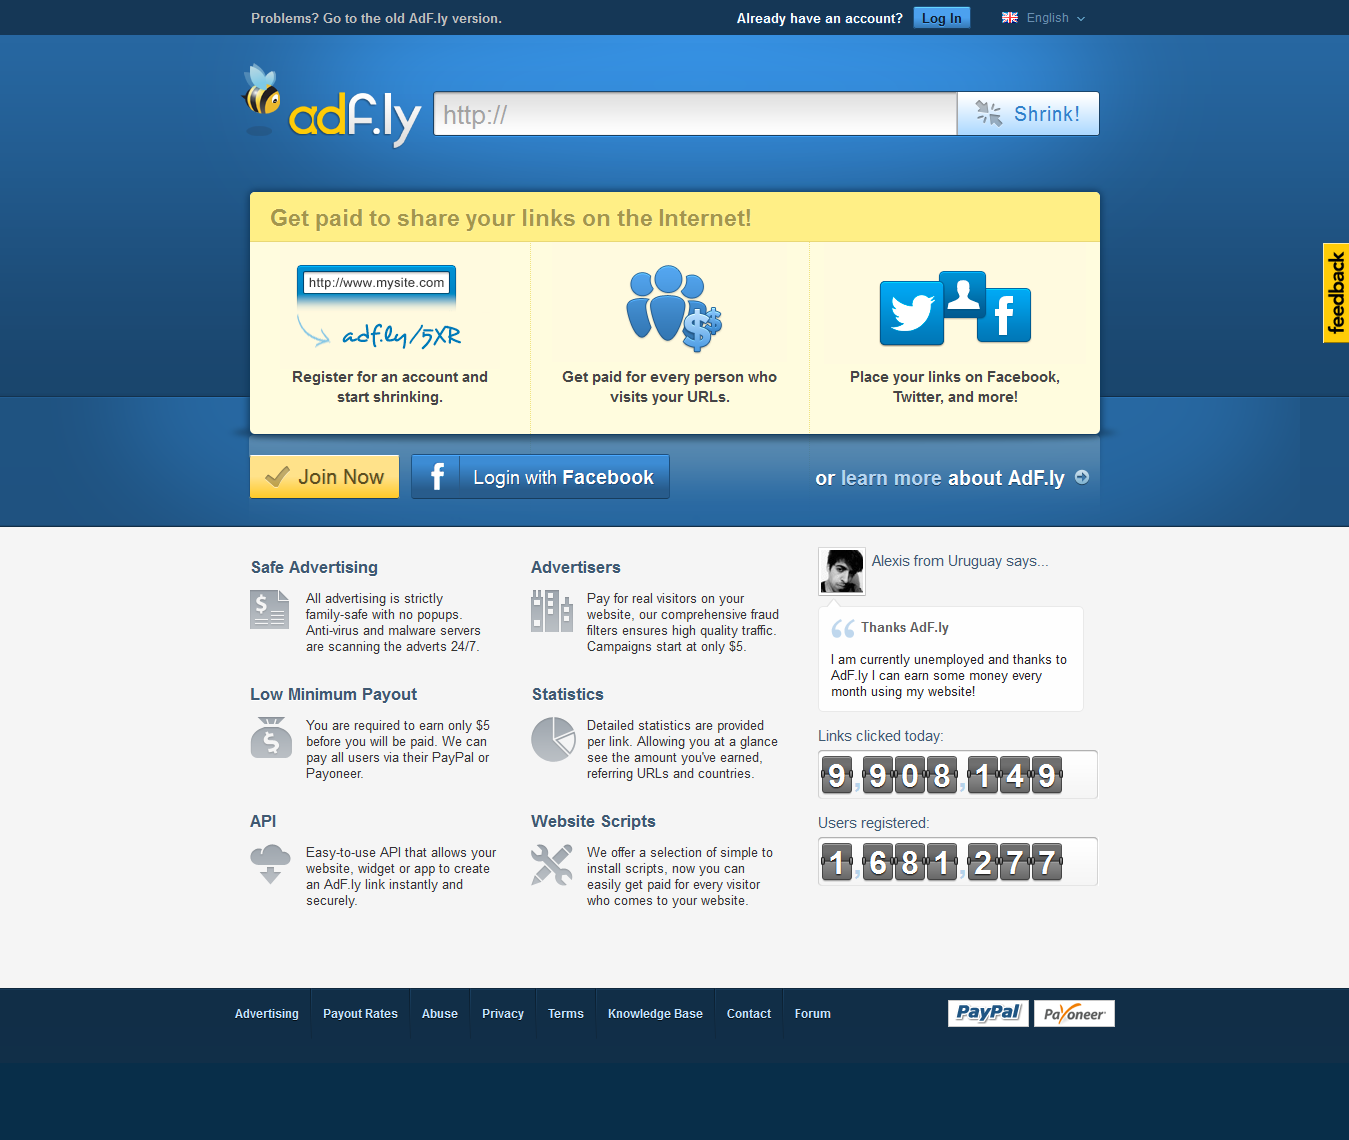 Problems? Go to the old AdF.ly version.
Already have an account?
Log In
English
adf.ly
http://
Shrink!
Get paid to share your links on the Internet!
http://www.mysite.com
adf.ly/5XR
Register for an account and
start shrinking.
Get paid for every person who
visits your URLs.
Place your links on Facebook,
Twitter, and more!
feedback
Join Now
Login with Facebook
or learn more about AdF.ly
Safe Advertising
All advertising is strictly
family-safe with no popups.
Anti-virus and malware servers
are scanning the adverts 24/7.
Advertisers
Pay for real visitors on your
website, our comprehensive fraud
filters ensures high quality traffic.
Campaigns start at only $5.
Low Minimum Payout
You are required to earn only $5
before you will be paid. We can
pay all users via their PayPal or
Payoneer.
Statistics
Detailed statistics are provided
per link. Allowing you at a glance
see the amount you've earned,
referring URLs and countries.
API
Easy-to-use API that allows your
website, widget or app to create
an AdF.ly link instantly and
securely.
Website Scripts
We offer a selection of simple to
install scripts, now you can
easily get paid for every visitor
who comes to your website.
Alexis from Uruguay says...
Thanks AdF.ly
I am currently unemployed and thanks to
AdF.ly I can earn some money every
month using my website!
Links clicked today:
9,908,149
Users registered:
1,681,277
Advertising
Payout Rates
Abuse
Privacy
Terms
Knowledge Base
Contact
Forum
PayPal
Payoneer